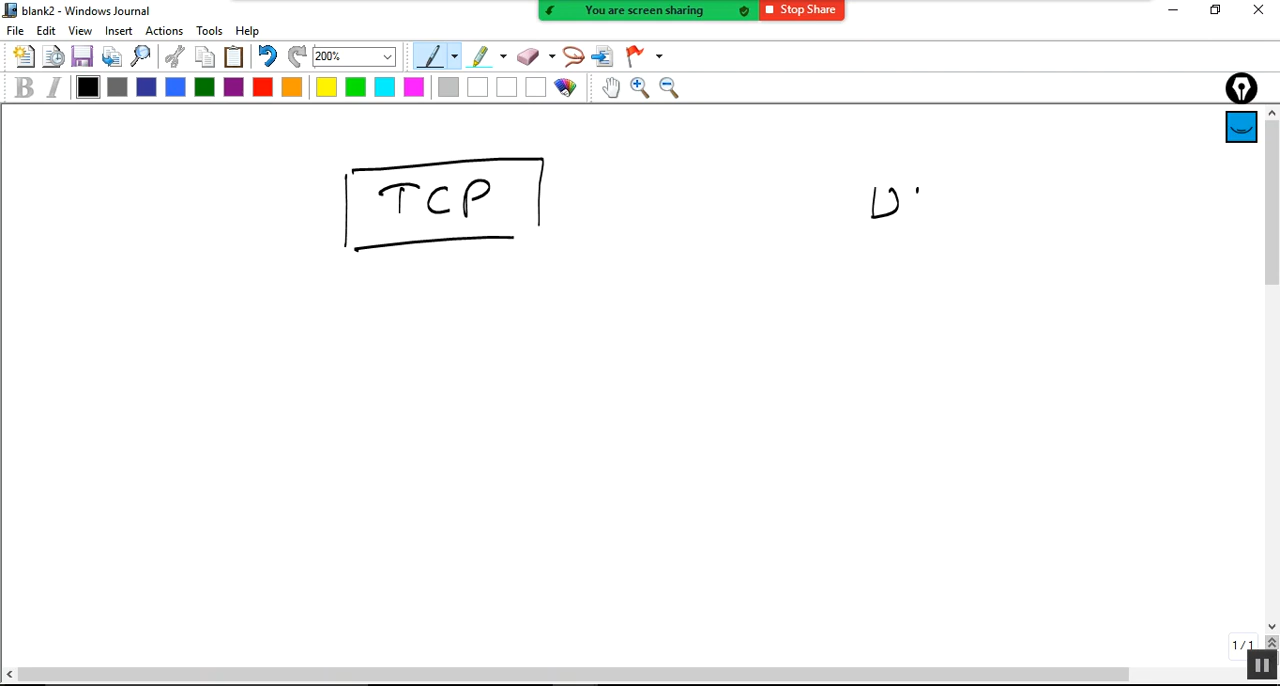 blank2 - Windows Journal
You are screen sharing
Stop Share
File Edit View Insert Actions Tools Help
200%
B I
TCP
1/1